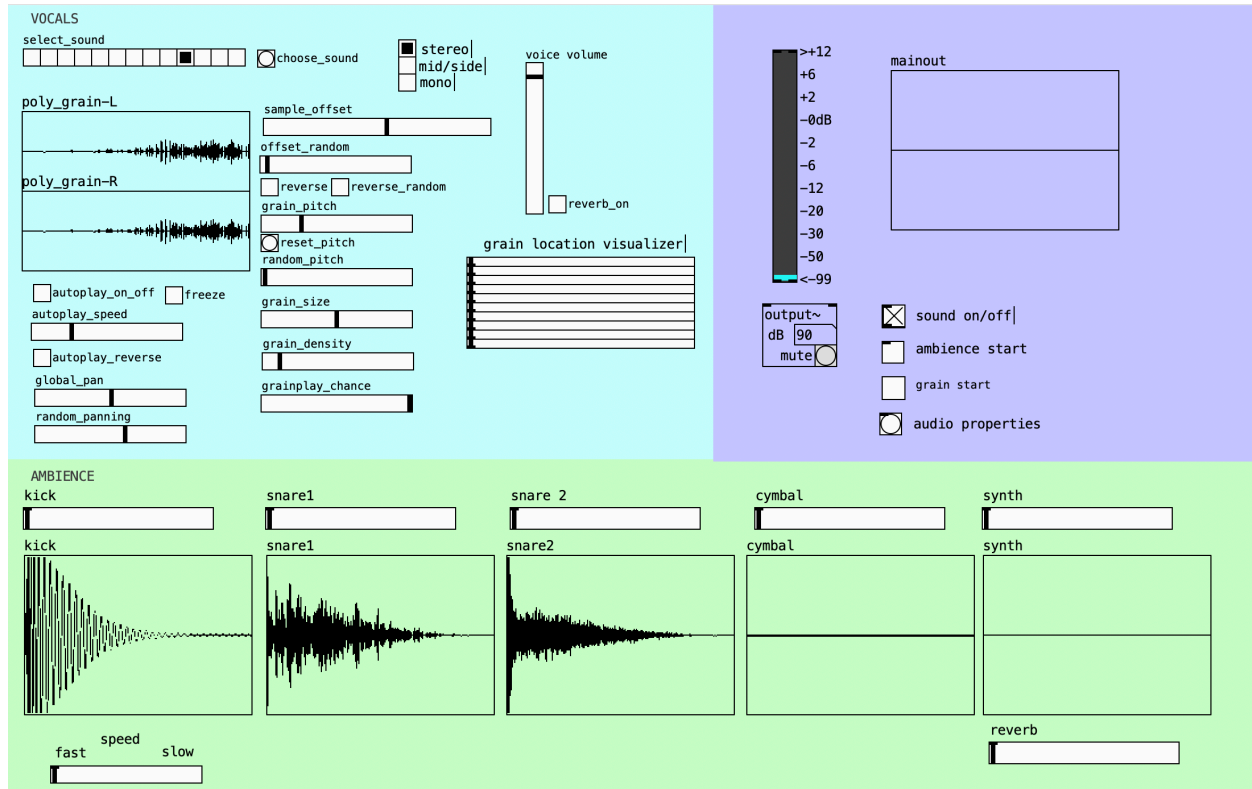 VOCALS
select_sound
choose_sound
stereo
mid/side
mono
voice volume
poly_grain-L
poly_grain-R
sample_offset
offset_random
reverse
reverse_random
grain_pitch
reset_pitch
random_pitch
grain_size
grain_density
grainplay_chance
reverb_on
grain location visualizer
autoplay_on_off
freeze
autoplay_speed
autoplay_reverse
global_pan
random_panning
>+12
+6
+2
-0dB
-2
-6
-12
-20
-30
-50
<-99
mainout
output~
dB 90
mute
sound on/off
ambience start
grain start
audio properties
AMBIENCE
kick
snare1
snare 2
cymbal
synth
kick
snare1
snare2
cymbal
synth
speed
fast
slow
reverb